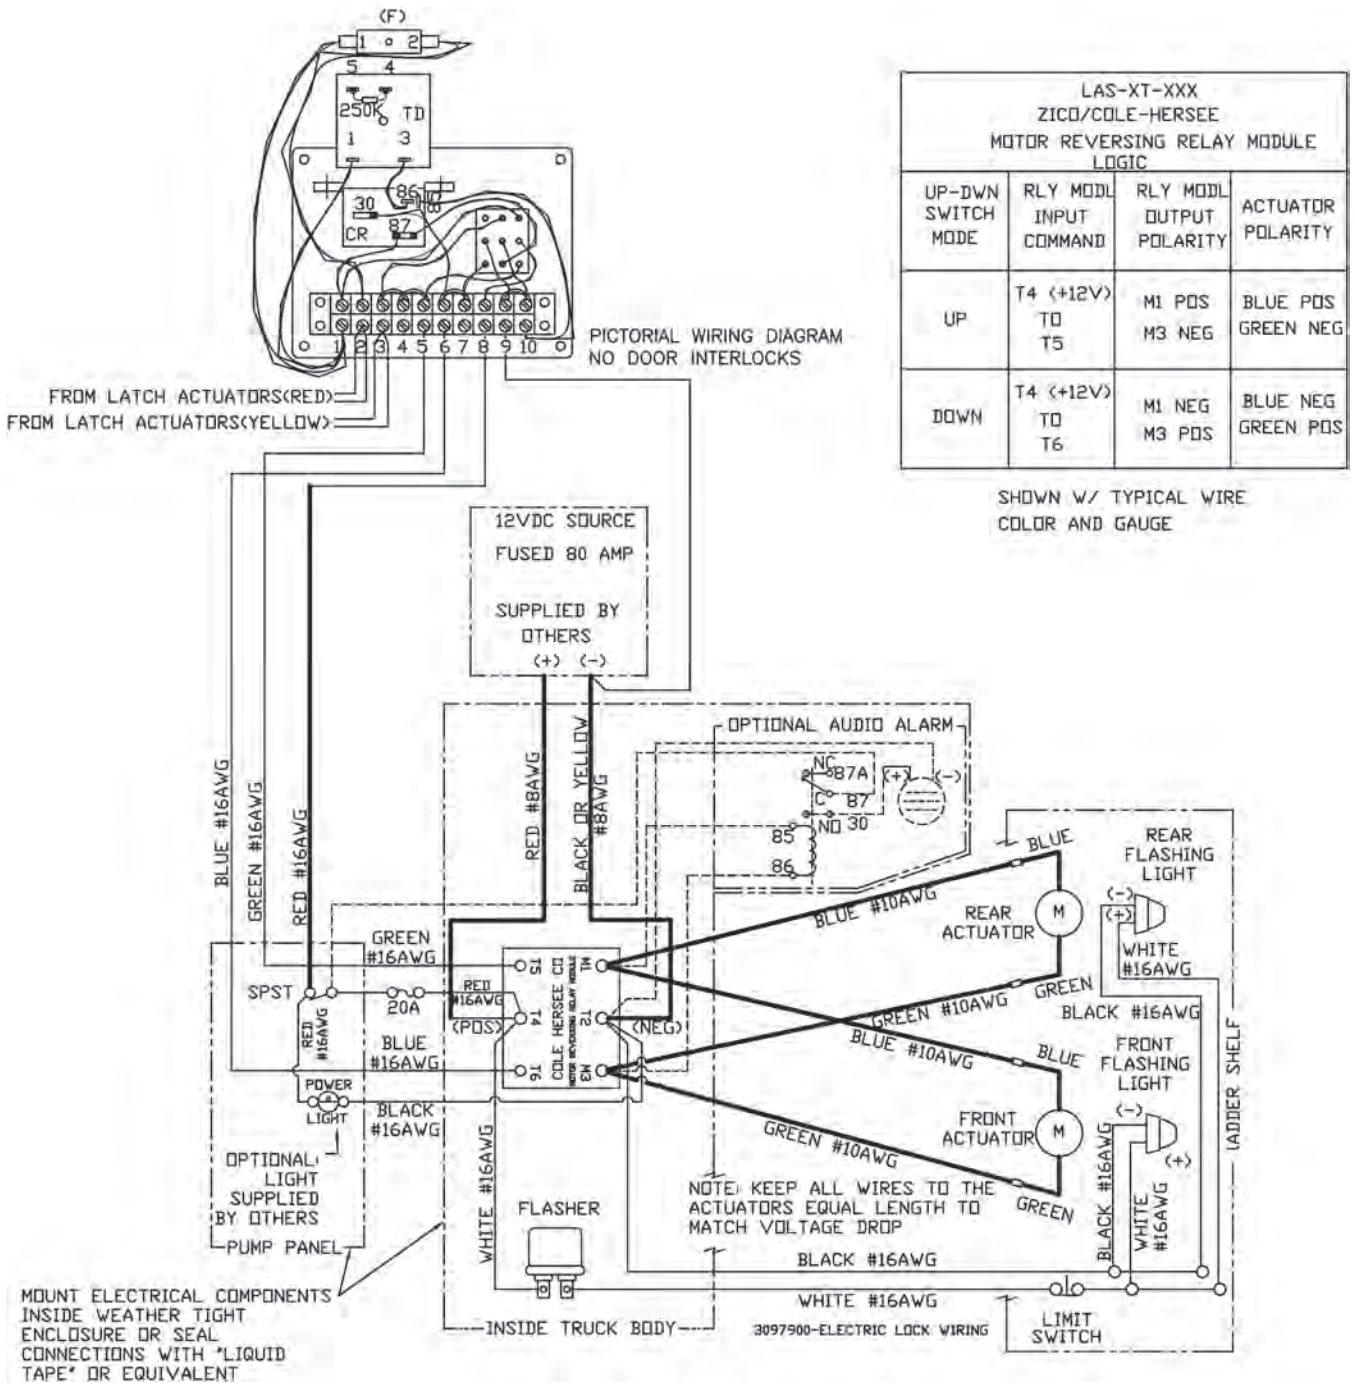 (F)
1 2
5 4
250K TD
1 3
86
85
30
87
CR
1 2 3 4 5 6 7 8 9 10
PICTORIAL WIRING DIAGRAM
NO DOOR INTERLOCKS
FROM LATCH ACTUATORS(RED)
FROM LATCH ACTUATORS(YELLOW)
LAS-XT-XXX
ZICO/COLE-HERSEE
MOTOR REVERSING RELAY MODULE
LOGIC
UP-DWN
SWITCH
MODE
RLY MODL
INPUT
COMMAND
RLY MODL
OUTPUT
POLARITY
ACTUATOR
POLARITY
UP
T4 (+12V)
TO
T5
M1 POS
M3 NEG
BLUE POS
GREEN NEG
DOWN
T4 (+12V)
TO
T6
M1 NEG
M3 POS
BLUE NEG
GREEN POS
SHOWN W/ TYPICAL WIRE
COLOR AND GAUGE
12VDC SOURCE
FUSED 80 AMP
SUPPLIED BY
OTHERS
(+) (-)
BLUE #16AWG
GREEN #16AWG
RED #16AWG
RED #8AWG
BLACK OR YELLOW
#8AWG
OPTIONAL AUDIO ALARM
NC
87A
(+) (-)
C 87
NO 30
85
86
BLUE
BLUE #10AWG
REAR
ACTUATOR
M
REAR
FLASHING
LIGHT
(-)
(+)
WHITE
#16AWG
GREEN
GREEN #10AWG
BLACK #16AWG
BLUE #10AWG
BLUE
FRONT
FLASHING
LIGHT
(-)
(+)
FRONT
ACTUATOR
M
GREEN #10AWG
GREEN
BLACK #16AWG
WHITE
#16AWG
LADDER SHELF
GREEN
#16AWG
SPST
20A
RED
#16AWG
(POS)
RED
#16AWG
BLUE
#16AWG
POWER
LIGHT
BLACK
#16AWG
T5
T4
T6
COLE HERSEE CO
MOTOR REVERSING RELAY MODULE
M1
T2
M3
(NEG)
OPTIONAL
LIGHT
SUPPLIED
BY OTHERS
PUMP PANEL
WHITE #16AWG
FLASHER
NOTE: KEEP ALL WIRES TO THE
ACTUATORS EQUAL LENGTH TO
MATCH VOLTAGE DROP
BLACK #16AWG
WHITE #16AWG
LIMIT
SWITCH
INSIDE TRUCK BODY
3097900-ELECTRIC LOCK WIRING
MOUNT ELECTRICAL COMPONENTS
INSIDE WEATHER TIGHT
ENCLOSURE OR SEAL
CONNECTIONS WITH "LIQUID
TAPE" OR EQUIVALENT